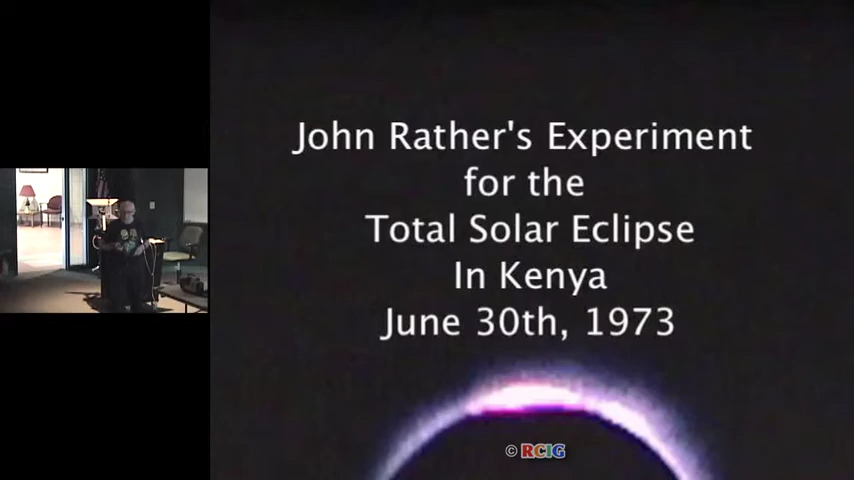 John Rather's Experiment
for the
Total Solar Eclipse
In Kenya
June 30th, 1973
© RCIG